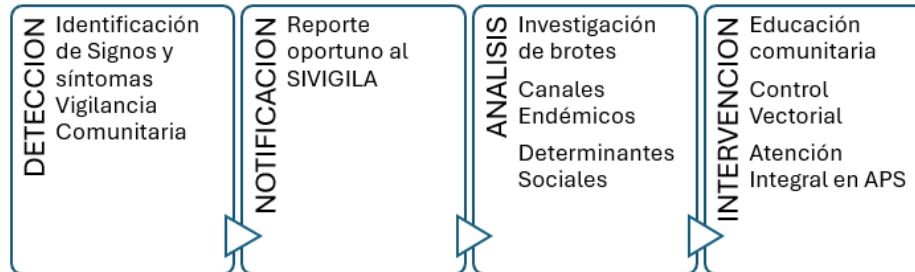 DETECCION
Identificación
de Signos y
síntomas
Vigilancia
Comunitaria
NOTIFICACION
Reporte
oportuno al
SIVIGILA
ANALISIS
Investigación
de brotes
Canales
Endémicos
Determinantes
Sociales
INTERVENCION
Educación
comunitaria
Control
Vectorial
Atención
Integral en APS